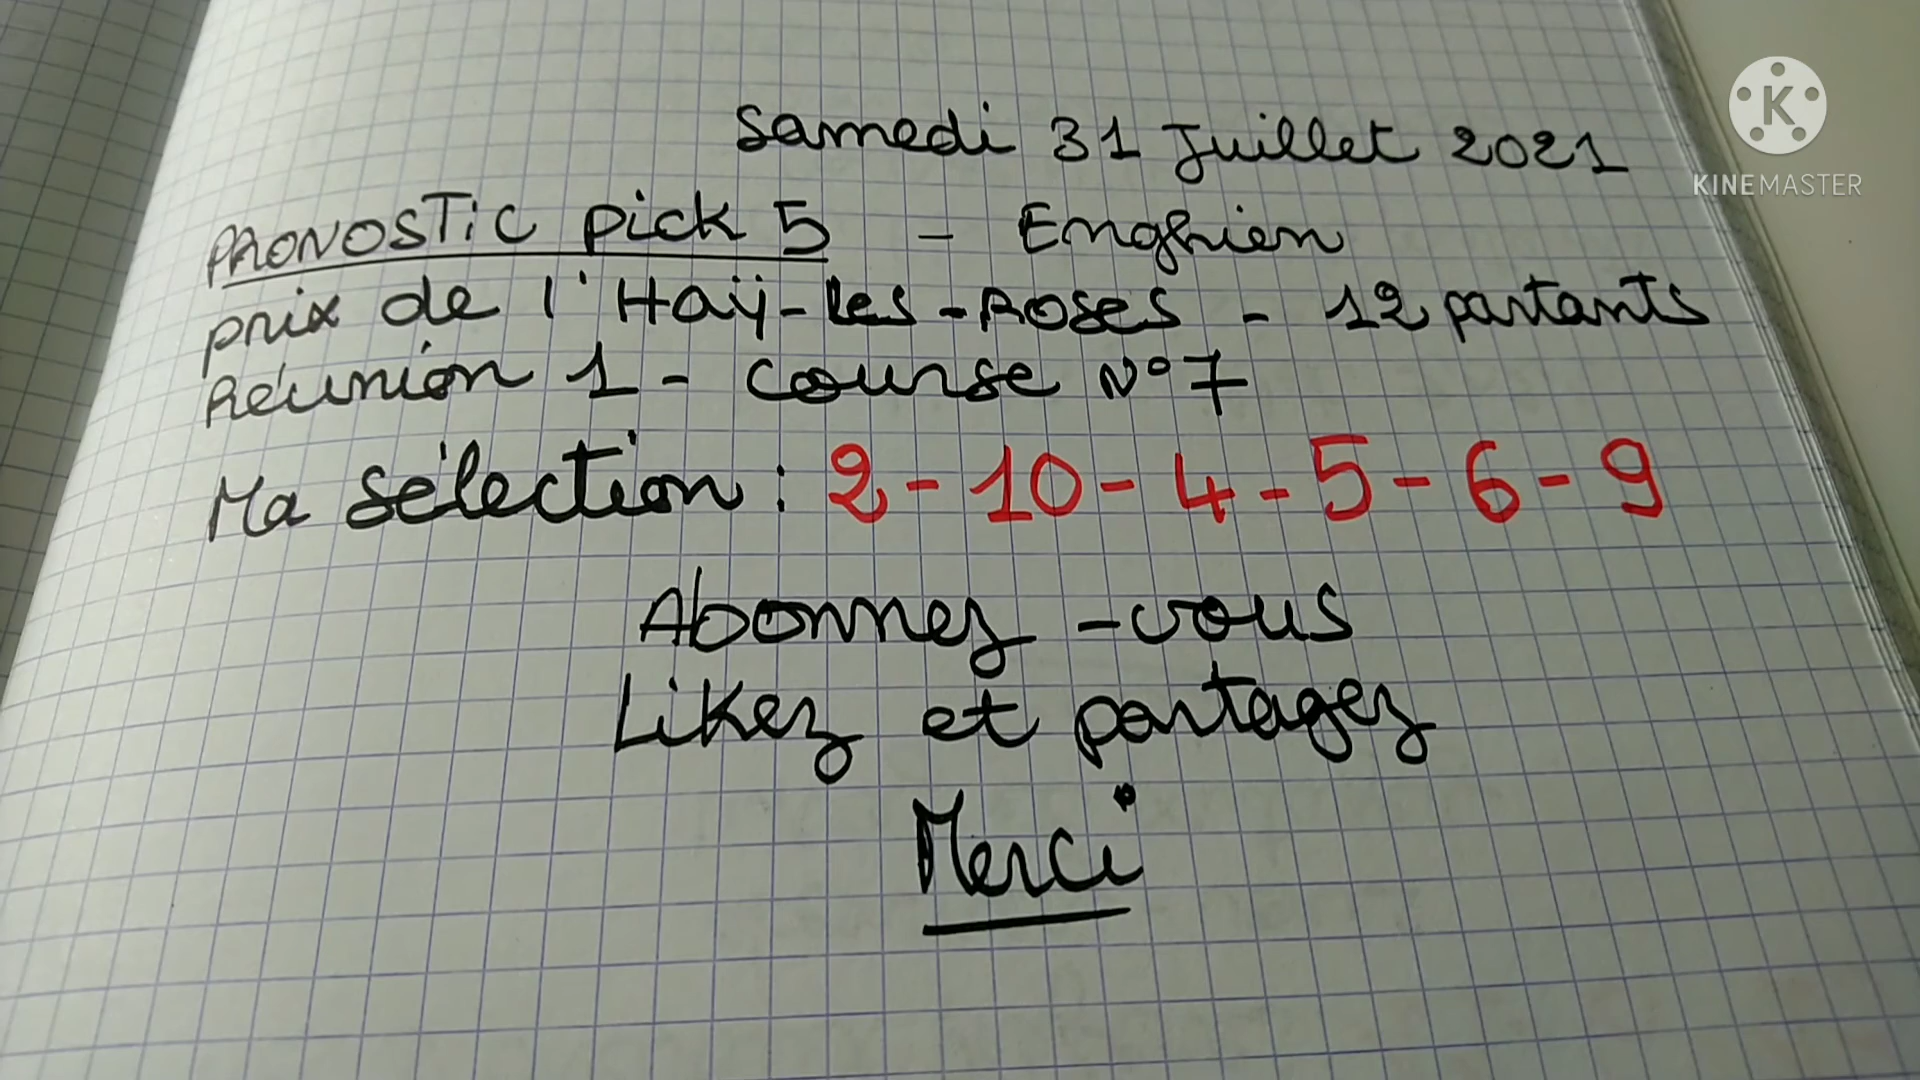 Samedi 31 Juillet 2021
PRONOSTIC PICK 5 - Enghien
prix de l'Haÿ-Les-Roses - 12 partants
Réunion 1 - Course N°7
Ma sélection : 2 - 10 - 4 - 5 - 6 - 9
Abonnez-vous
Likez et partagez
Merci
KINEMASTER